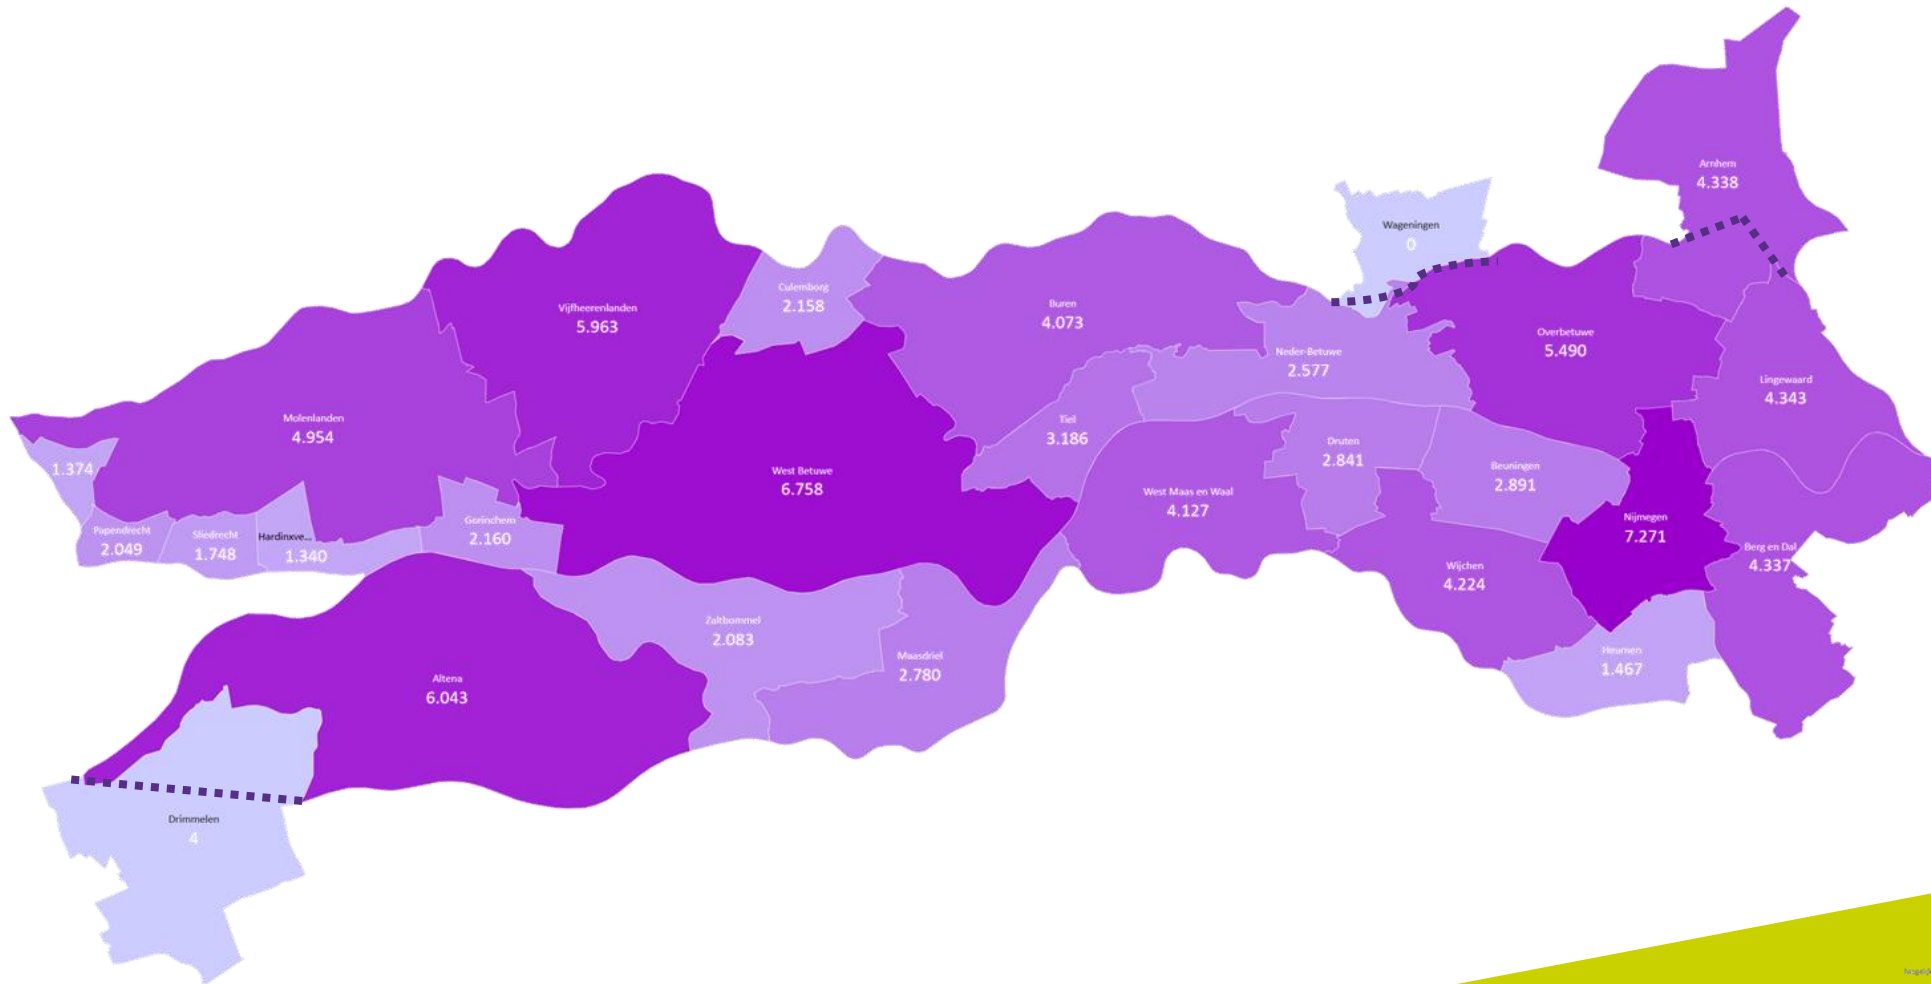 Arnhem
4.338
Wageningen
0
Culemborg
2.158
Vijfheerenlanden
5.963
Buren
4.073
Overbetuwe
5.490
Neder-Betuwe
2.577
Lingewaard
4.343
Molenlanden
4.954
Tiel
3.186
Druten
2.841
1.374
West Betuwe
6.758
Beuningen
2.891
West Maas en Waal
4.127
Nijmegen
7.271
Gorinchem
2.160
Papendrecht
2.049
Sliedrecht
1.748
Hardinxve...
1.340
Berg en Dal
4.337
Wijchen
4.224
Zaltbommel
2.083
Maasdriel
2.780
Heumen
1.467
Altena
6.043
Drimmelen
4